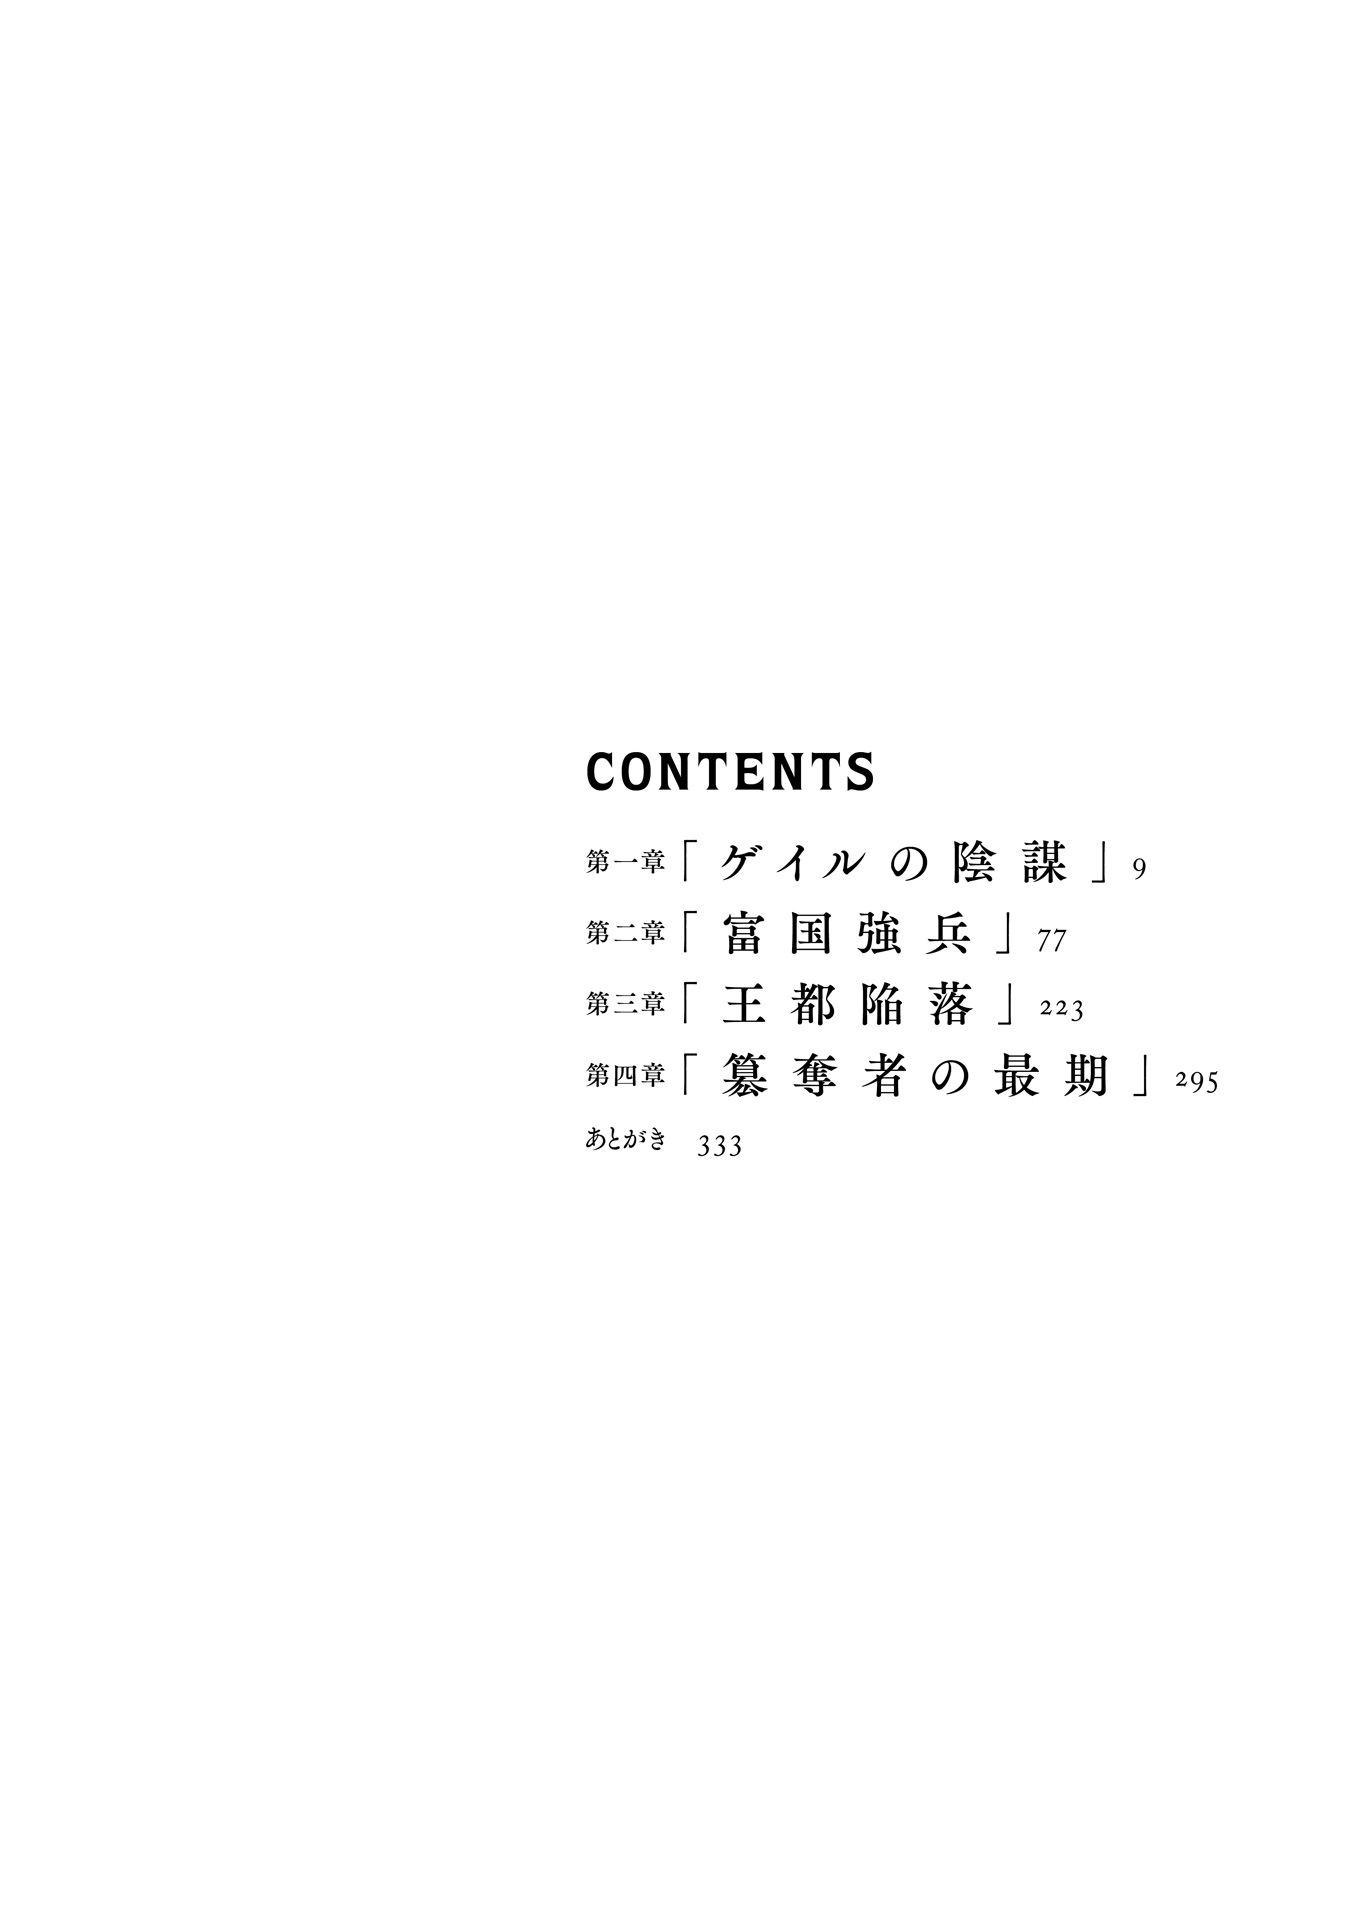 CONTENTS
第一章「ゲイルの陰謀」9
第二章「富国強兵」77
第三章「王都陥落」223
第四章「簒奪者の最期」295
あとがき 333